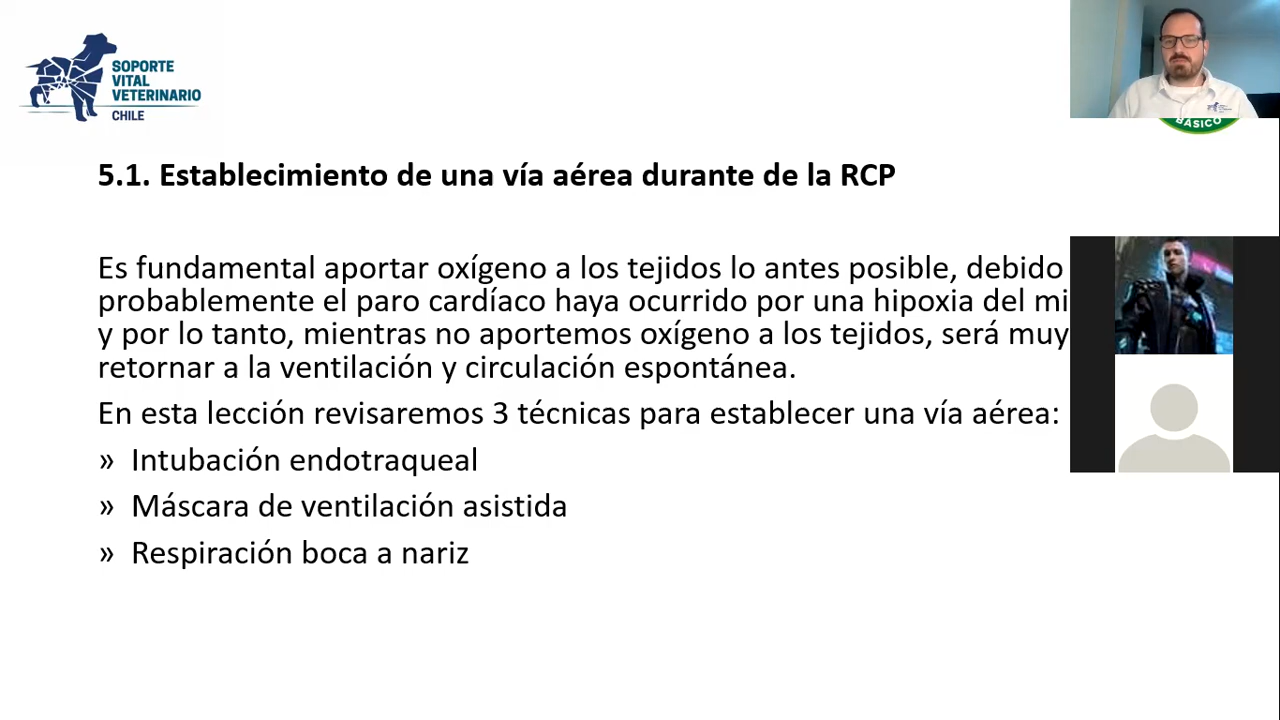 SOPORTE
VITAL
VETERINARIO
CHILE
BÁSICO
5.1. Establecimiento de una vía aérea durante de la RCP
Es fundamental aportar oxígeno a los tejidos lo antes posible, debido
probablemente el paro cardíaco haya ocurrido por una hipoxia del mi
y por lo tanto, mientras no aportemos oxígeno a los tejidos, será muy
retornar a la ventilación y circulación espontánea.
En esta lección revisaremos 3 técnicas para establecer una vía aérea:
» Intubación endotraqueal
» Máscara de ventilación asistida
» Respiración boca a nariz